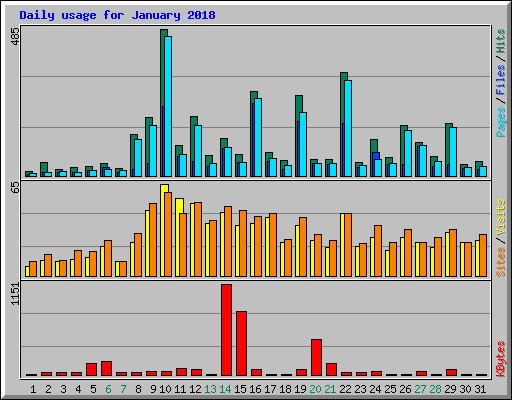 Daily usage for January 2018
485
Pages / Files / Hits
65
Sites / Visits
1151
KBytes
1 2 3 4 5 6 7 8 9 10 11 12 13 14 15 16 17 18 19 20 21 22 23 24 25 26 27 28 29 30 31